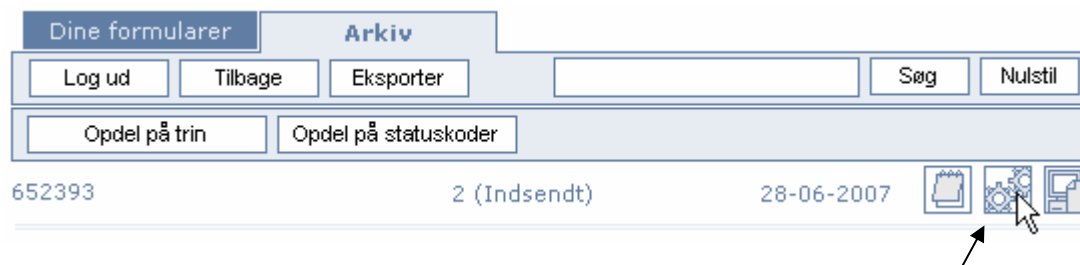 Dine formularer Arkiv
Log ud Tilbage Eksporter Søg Nulstil
Opdel på trin Opdel på statuskoder
652393 2 (Indsendt) 28-06-2007